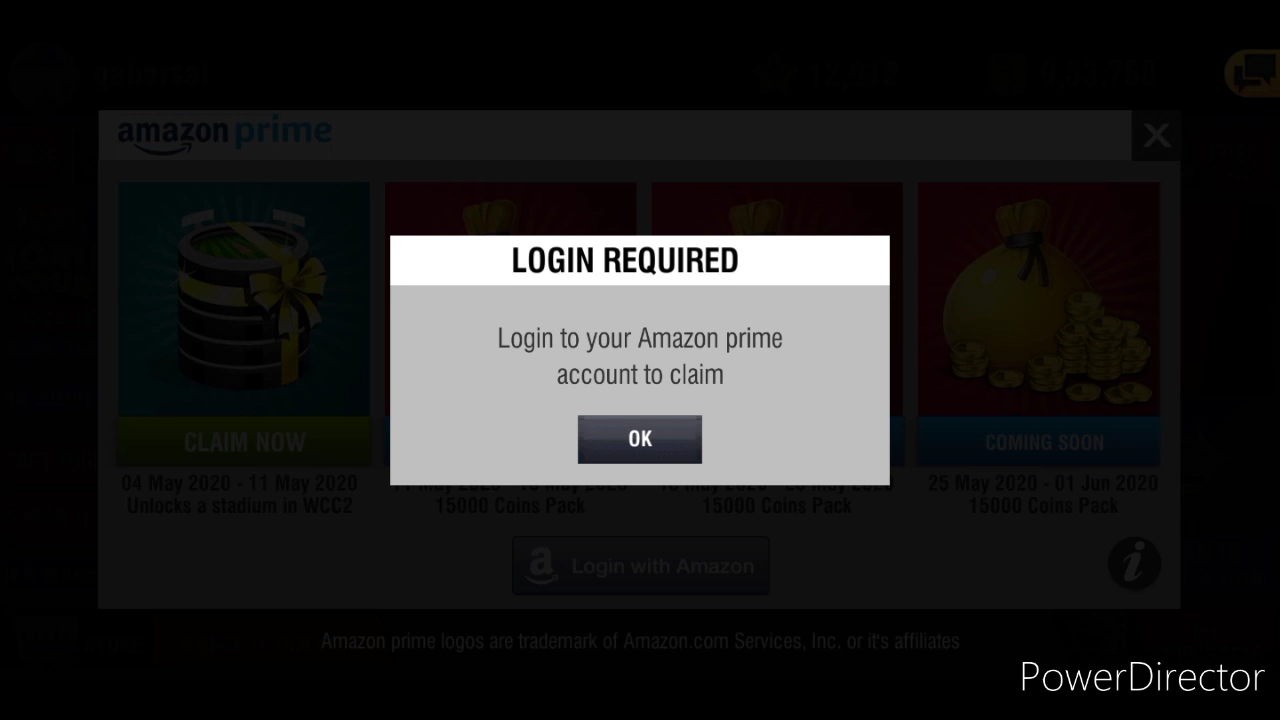 amazon prime
X
LOGIN REQUIRED
Login to your Amazon prime
account to claim
OK
CLAIM NOW
COMING SOON
04 May 2020 - 11 May 2020
25 May 2020 - 01 Jun 2020
Unlocks a stadium in WCC2
15000 Coins Pack
15000 Coins Pack
15000 Coins Pack
a Login with Amazon
i
Amazon prime logos are trademark of Amazon.com Services, Inc. or it's affiliates
PowerDirector